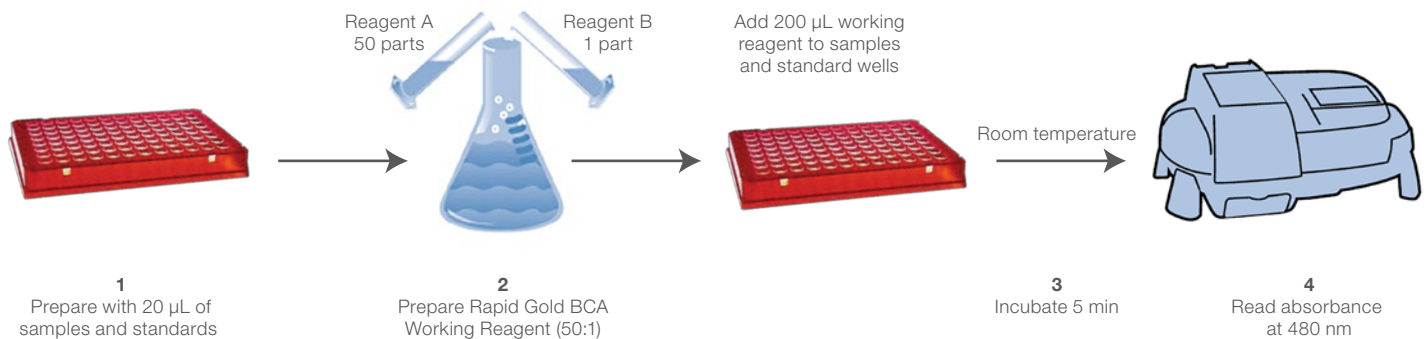 Reagent A
50 parts
Reagent B
1 part
Add 200 µL working
reagent to samples
and standard wells
Room temperature
1
Prepare with 20 µL of
samples and standards
2
Prepare Rapid Gold BCA
Working Reagent (50:1)
3
Incubate 5 min
4
Read absorbance
at 480 nm